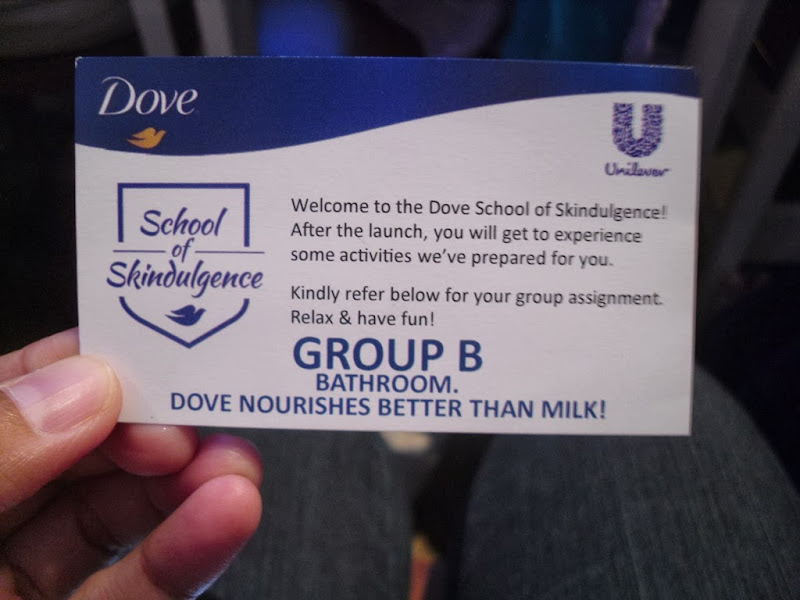 Dove
Unilever
School
of
Skindulgence
Welcome to the Dove School of Skindulgence!
After the launch, you will get to experience
some activities we've prepared for you.
Kindly refer below for your group assignment.
Relax & have fun!
GROUP B
BATHROOM.
DOVE NOURISHES BETTER THAN MILK!